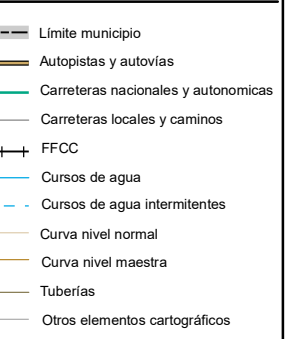 Límite municipio
Autopistas y autovías
Carreteras nacionales y autonomicas
Carreteras locales y caminos
FFCC
Cursos de agua
Cursos de agua intermitentes
Curva nivel normal
Curva nivel maestra
Tuberías
Otros elementos cartográficos